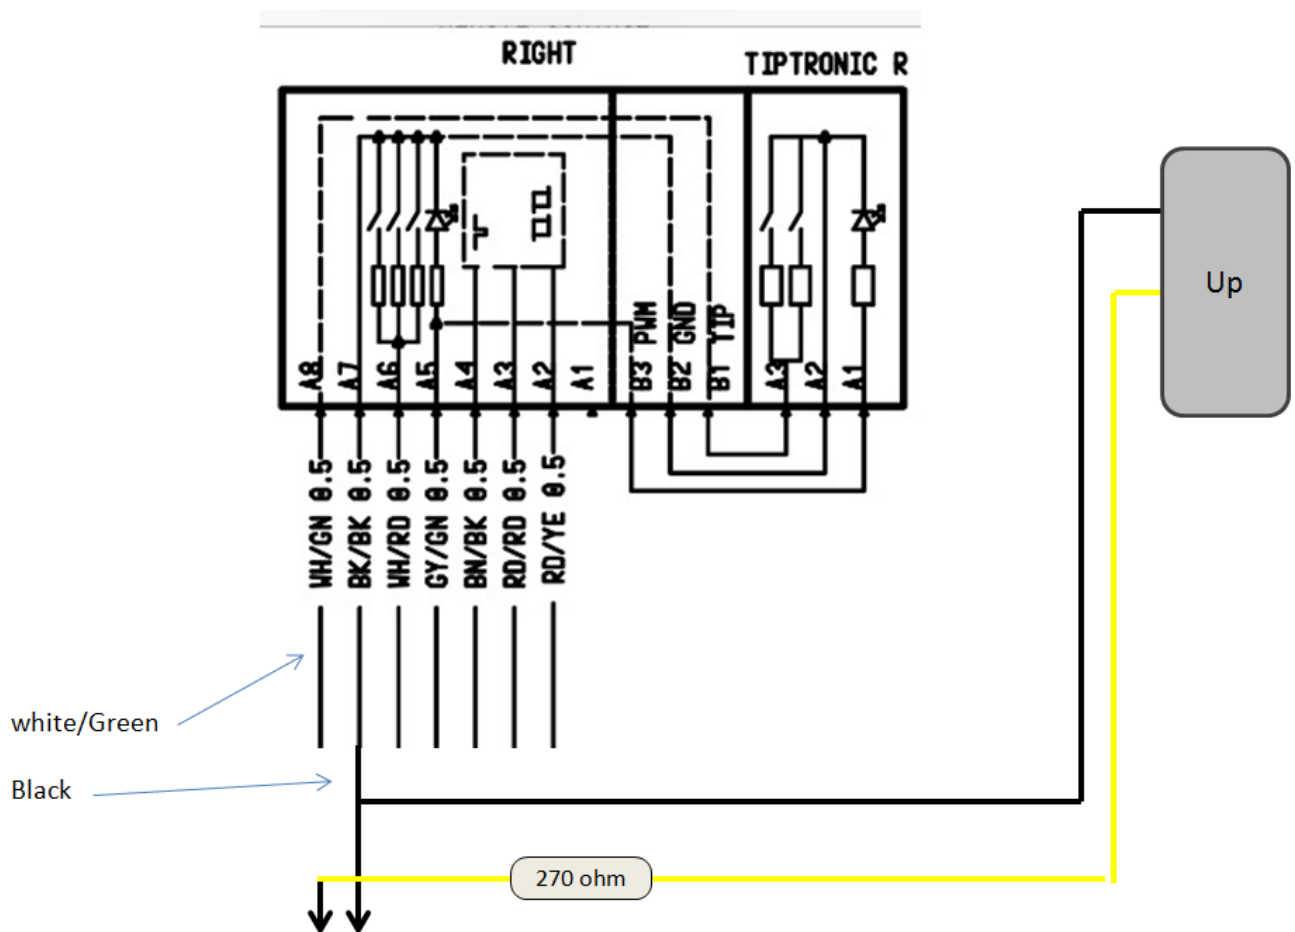 RIGHT
TIPTRONIC R
A8
A7
A6
A5
A4
A3
A2
A1
B3 PWM
B2 GND
B1 TIP
A3
A2
A1
WH/GN 0.5
BK/BK 0.5
WH/RD 0.5
GY/GN 0.5
BN/BK 0.5
RD/RD 0.5
RD/YE 0.5
Up
white/Green
Black
270 ohm